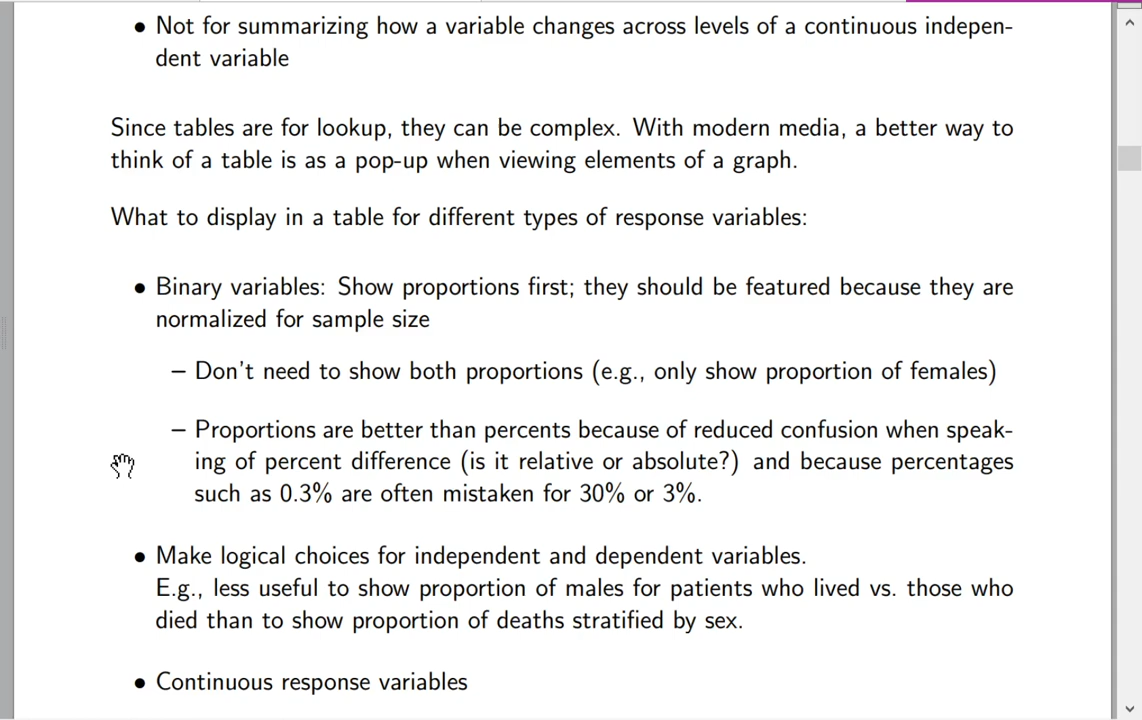 • Not for summarizing how a variable changes across levels of a continuous indepen-
dent variable
Since tables are for lookup, they can be complex. With modern media, a better way to
think of a table is as a pop-up when viewing elements of a graph.
What to display in a table for different types of response variables:
• Binary variables: Show proportions first; they should be featured because they are
normalized for sample size
– Don't need to show both proportions (e.g., only show proportion of females)
– Proportions are better than percents because of reduced confusion when speak-
ing of percent difference (is it relative or absolute?) and because percentages
such as 0.3% are often mistaken for 30% or 3%.
• Make logical choices for independent and dependent variables.
E.g., less useful to show proportion of males for patients who lived vs. those who
died than to show proportion of deaths stratified by sex.
• Continuous response variables